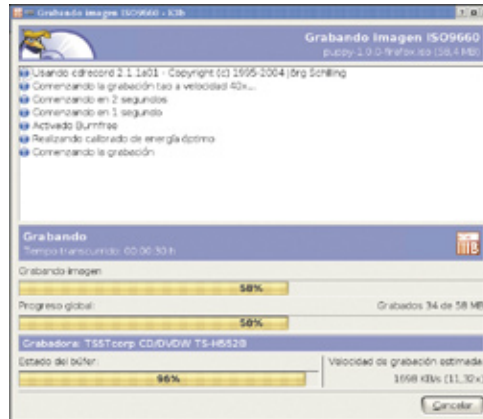 Grabando imagen ISO9660 - K3b
Grabando imagen ISO9660
puppy-1.0.0-firefox.iso (58,4 MB)
Usando cdrecord 2.1.1a01 - Copyright (c) 1995-2004 Jörg Schilling
Comenzando la grabación tao a velocidad 40x...
Comenzando en 2 segundos
Comenzando en 1 segundo
Activado Burnfree
Realizando calibrado de energía óptimo
Comenzando la grabación
Grabando
Tempo transcurrido: 00:00:30 h
Grabando imagen
58%
Progreso global:
Grabados 34 de 58 MB
58%
Grabadora: TSSTcorp CD/DVDW TS-H552B
Estado del búfer:
Velocidad de grabación estimada
96%
1698 KB/s (11,32x)
Cancelar